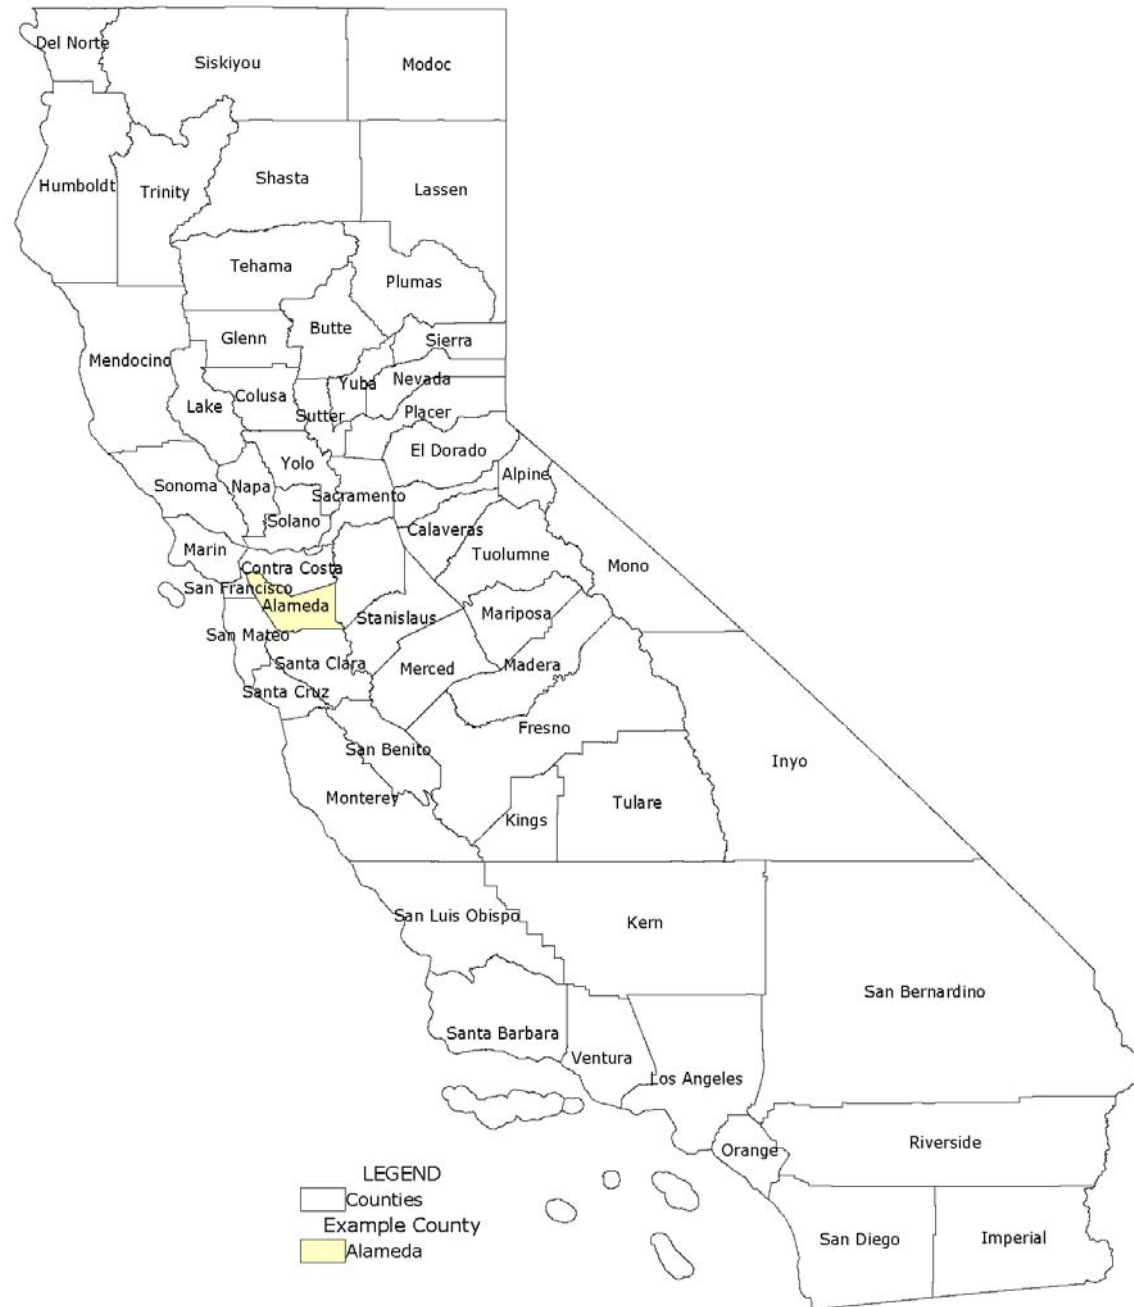 Del Norte
Siskiyou
Modoc
Humboldt
Trinity
Shasta
Lassen
Tehama
Plumas
Glenn
Butte
Sierra
Mendocino
Lake
Colusa
Sutter
Yuba
Nevada
Placer
El Dorado
Sonoma
Napa
Yolo
Sacramento
Alpine
Solano
Calaveras
Marin
Contra Costa
Tuolumne
Mono
San Francisco
Alameda
Stanislaus
Mariposa
San Mateo
Santa Clara
Merced
Madera
Santa Cruz
Fresno
San Benito
Monterey
Inyo
Kings
Tulare
San Luis Obispo
Kern
San Bernardino
Santa Barbara
Ventura
Los Angeles
Orange
Riverside
San Diego
Imperial
LEGEND
Counties
Example County
Alameda